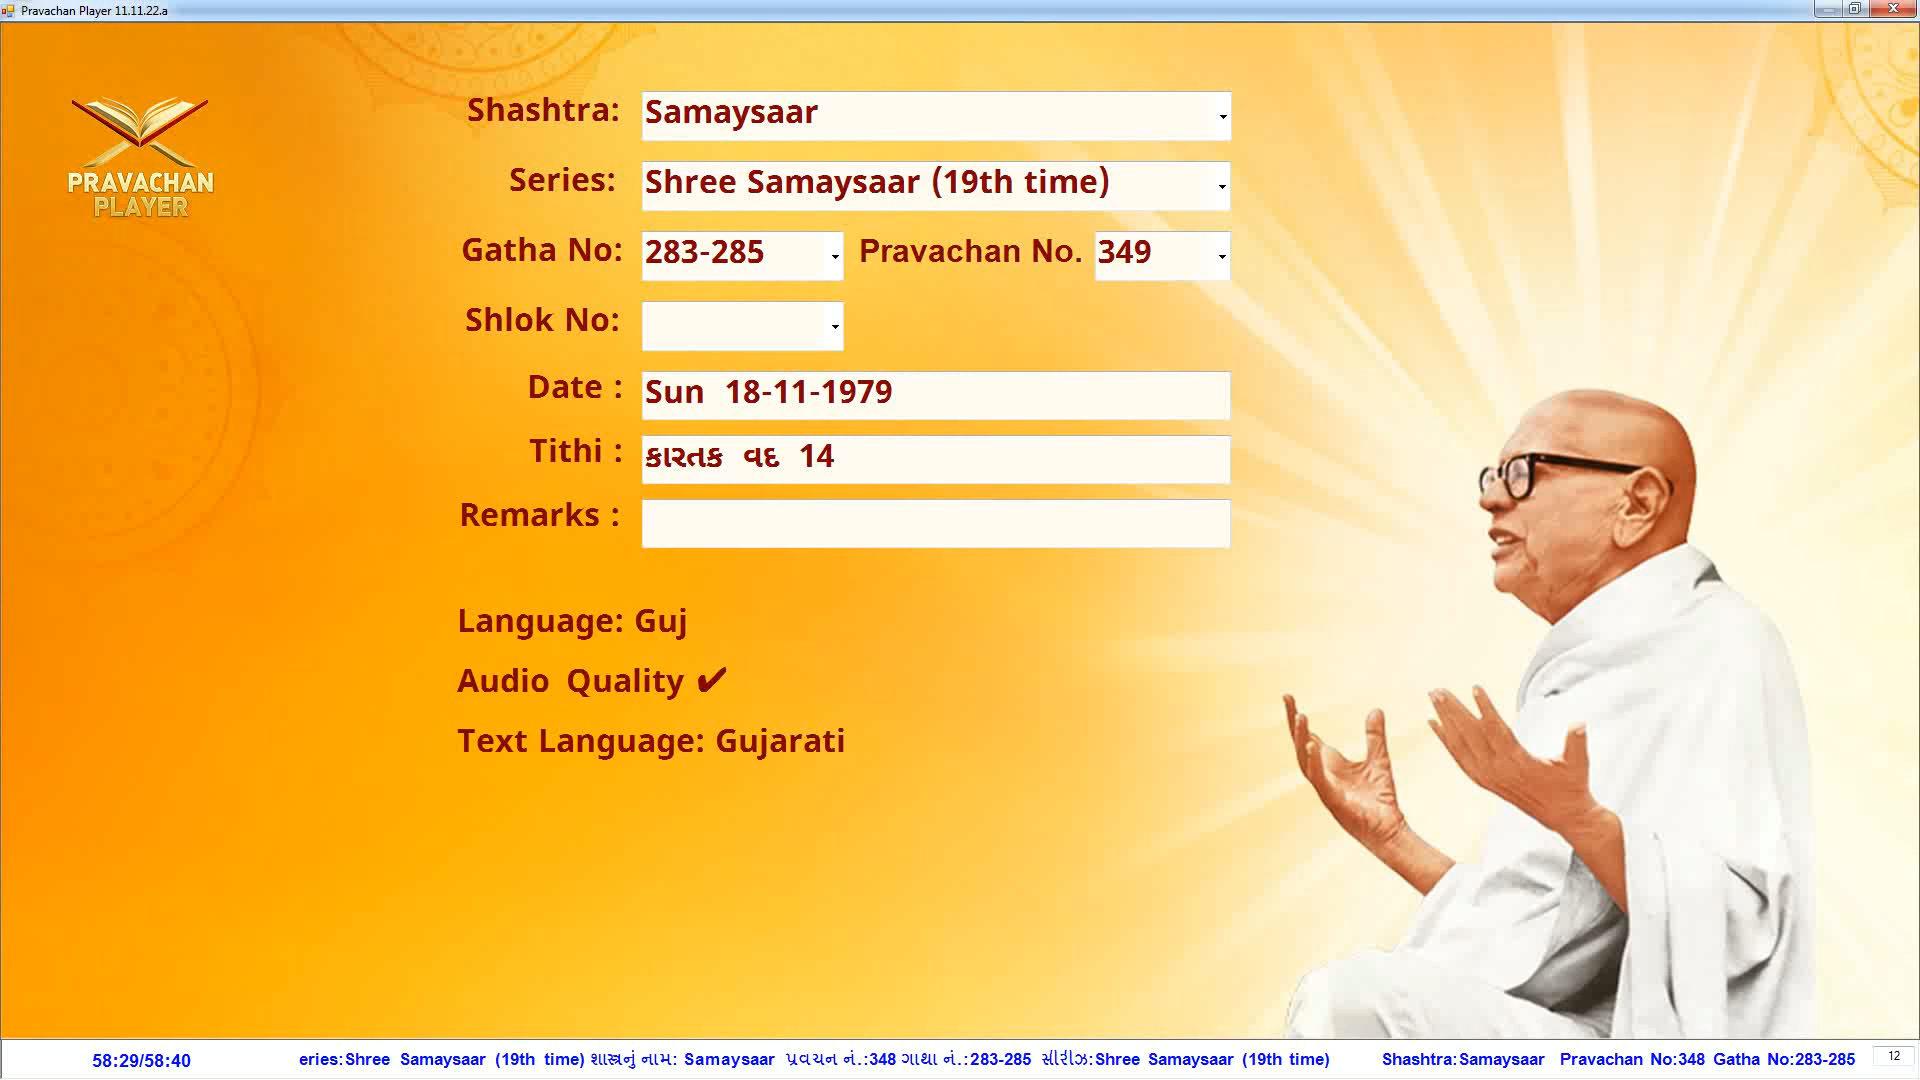 Pravachan Player 11.11.22.a
PRAVACHAN
PLAYER
Shashtra: Samaysaar
Series: Shree Samaysaar (19th time)
Gatha No: 283-285 Pravachan No. 349
Shlok No:
Date : Sun 18-11-1979
Tithi : કારતક વદ 14
Remarks :
Language: Guj
Audio Quality ✔
Text Language: Gujarati
58:29/58:40 eries:Shree Samaysaar (19th time) શાસ્ત્રનું નામ: Samaysaar પ્રવચન નં.:348 ગાથા નં.:283-285 સીરીઝ:Shree Samaysaar (19th time) Shashtra:Samaysaar Pravachan No:348 Gatha No:283-285 12